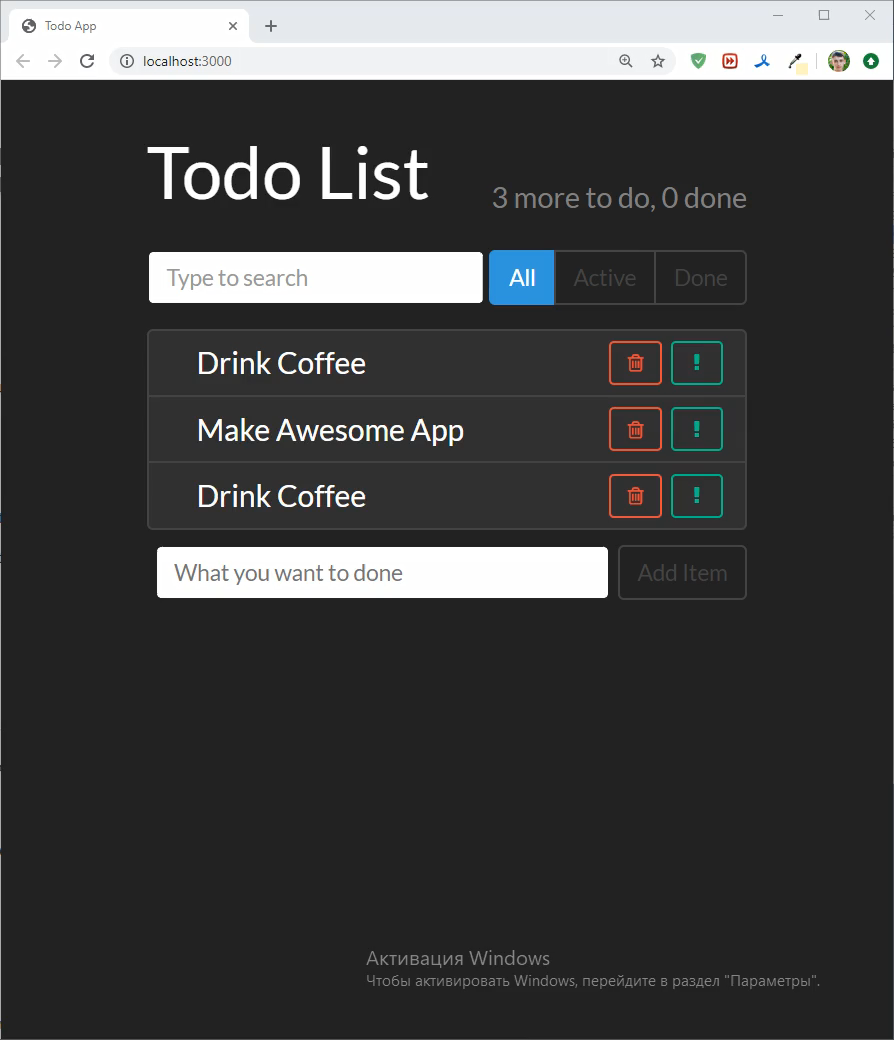 Todo App
localhost:3000
Todo List
3 more to do, 0 done
Type to search
All Active Done
Drink Coffee
Make Awesome App
Drink Coffee
What you want to done
Add Item
Активация Windows
Чтобы активировать Windows, перейдите в раздел "Параметры".